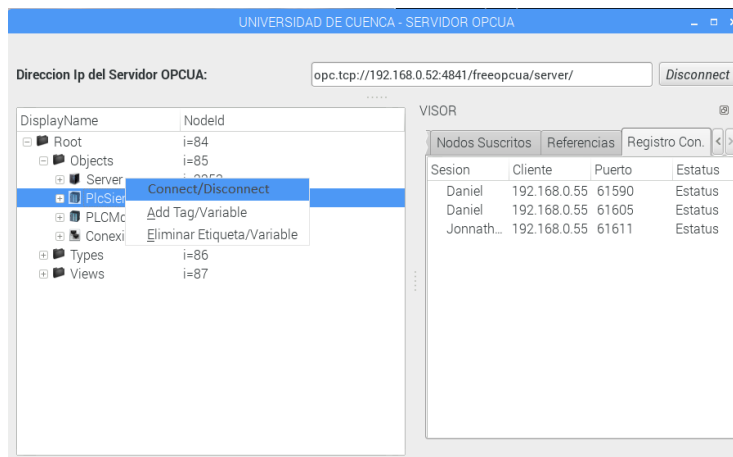 UNIVERSIDAD DE CUENCA - SERVIDOR OPCUA
Direccion Ip del Servidor OPCUA:
opc.tcp://192.168.0.52:4841/freeopcua/server/
Disconnect
DisplayName NodeId
Root i=84
Objects i=85
Server
PlcSie
Connect/Disconnect
PLCMo
Add Tag/Variable
Conexi
Eliminar Etiqueta/Variable
Types i=86
Views i=87
VISOR
Nodos Suscritos Referencias Registro Con.
Sesion Cliente Puerto Estatus
Daniel 192.168.0.55 61590 Estatus
Daniel 192.168.0.55 61605 Estatus
Jonnath... 192.168.0.55 61611 Estatus